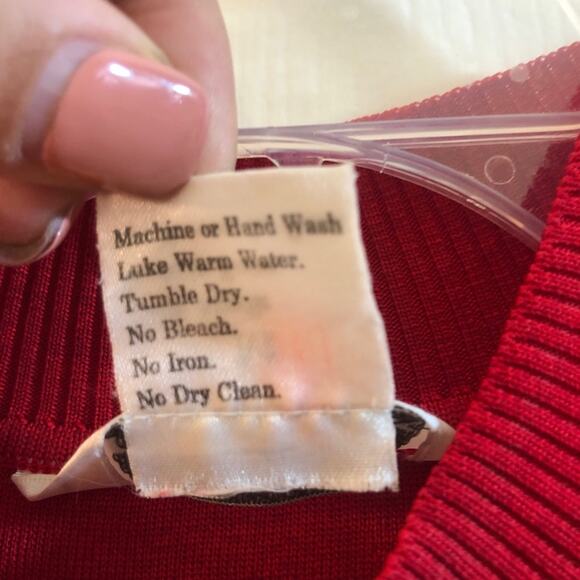 Machine or Hand Wash
Luke Warm Water.
Tumble Dry.
No Bleach.
No Iron.
No Dry Clean.